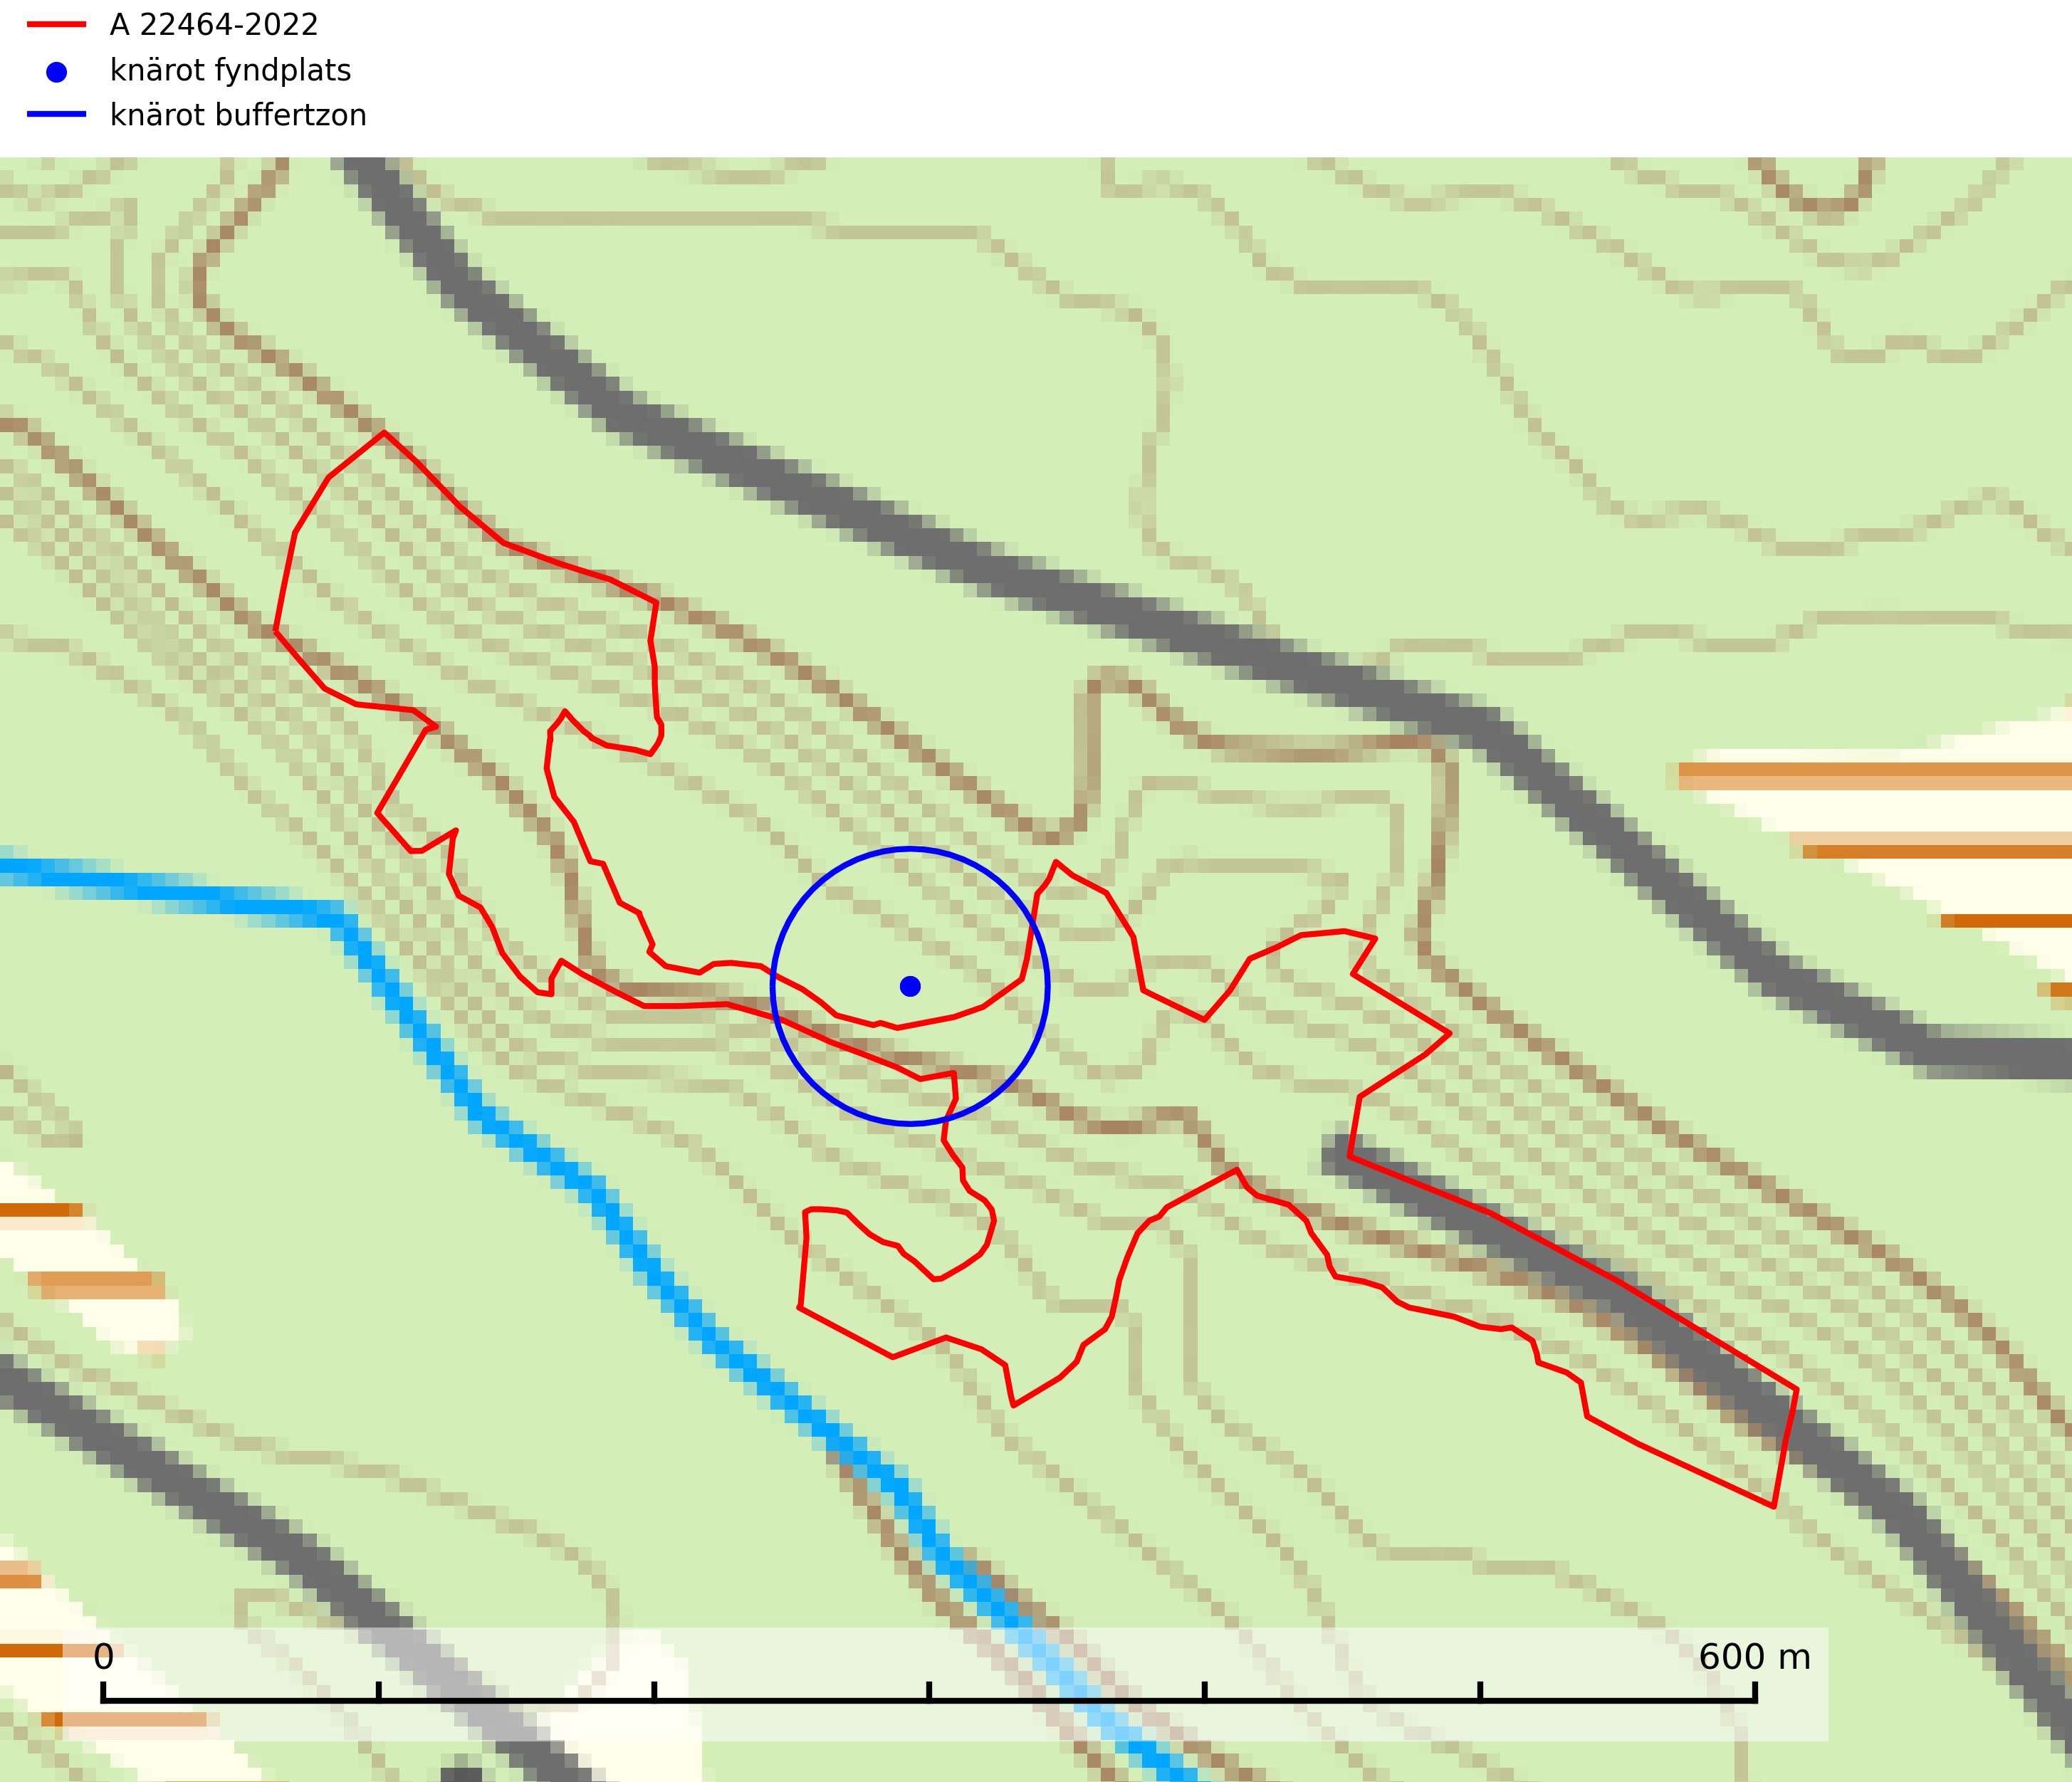 A 22464-2022
knärot fyndplats
knärot buffertzon
0
600 m